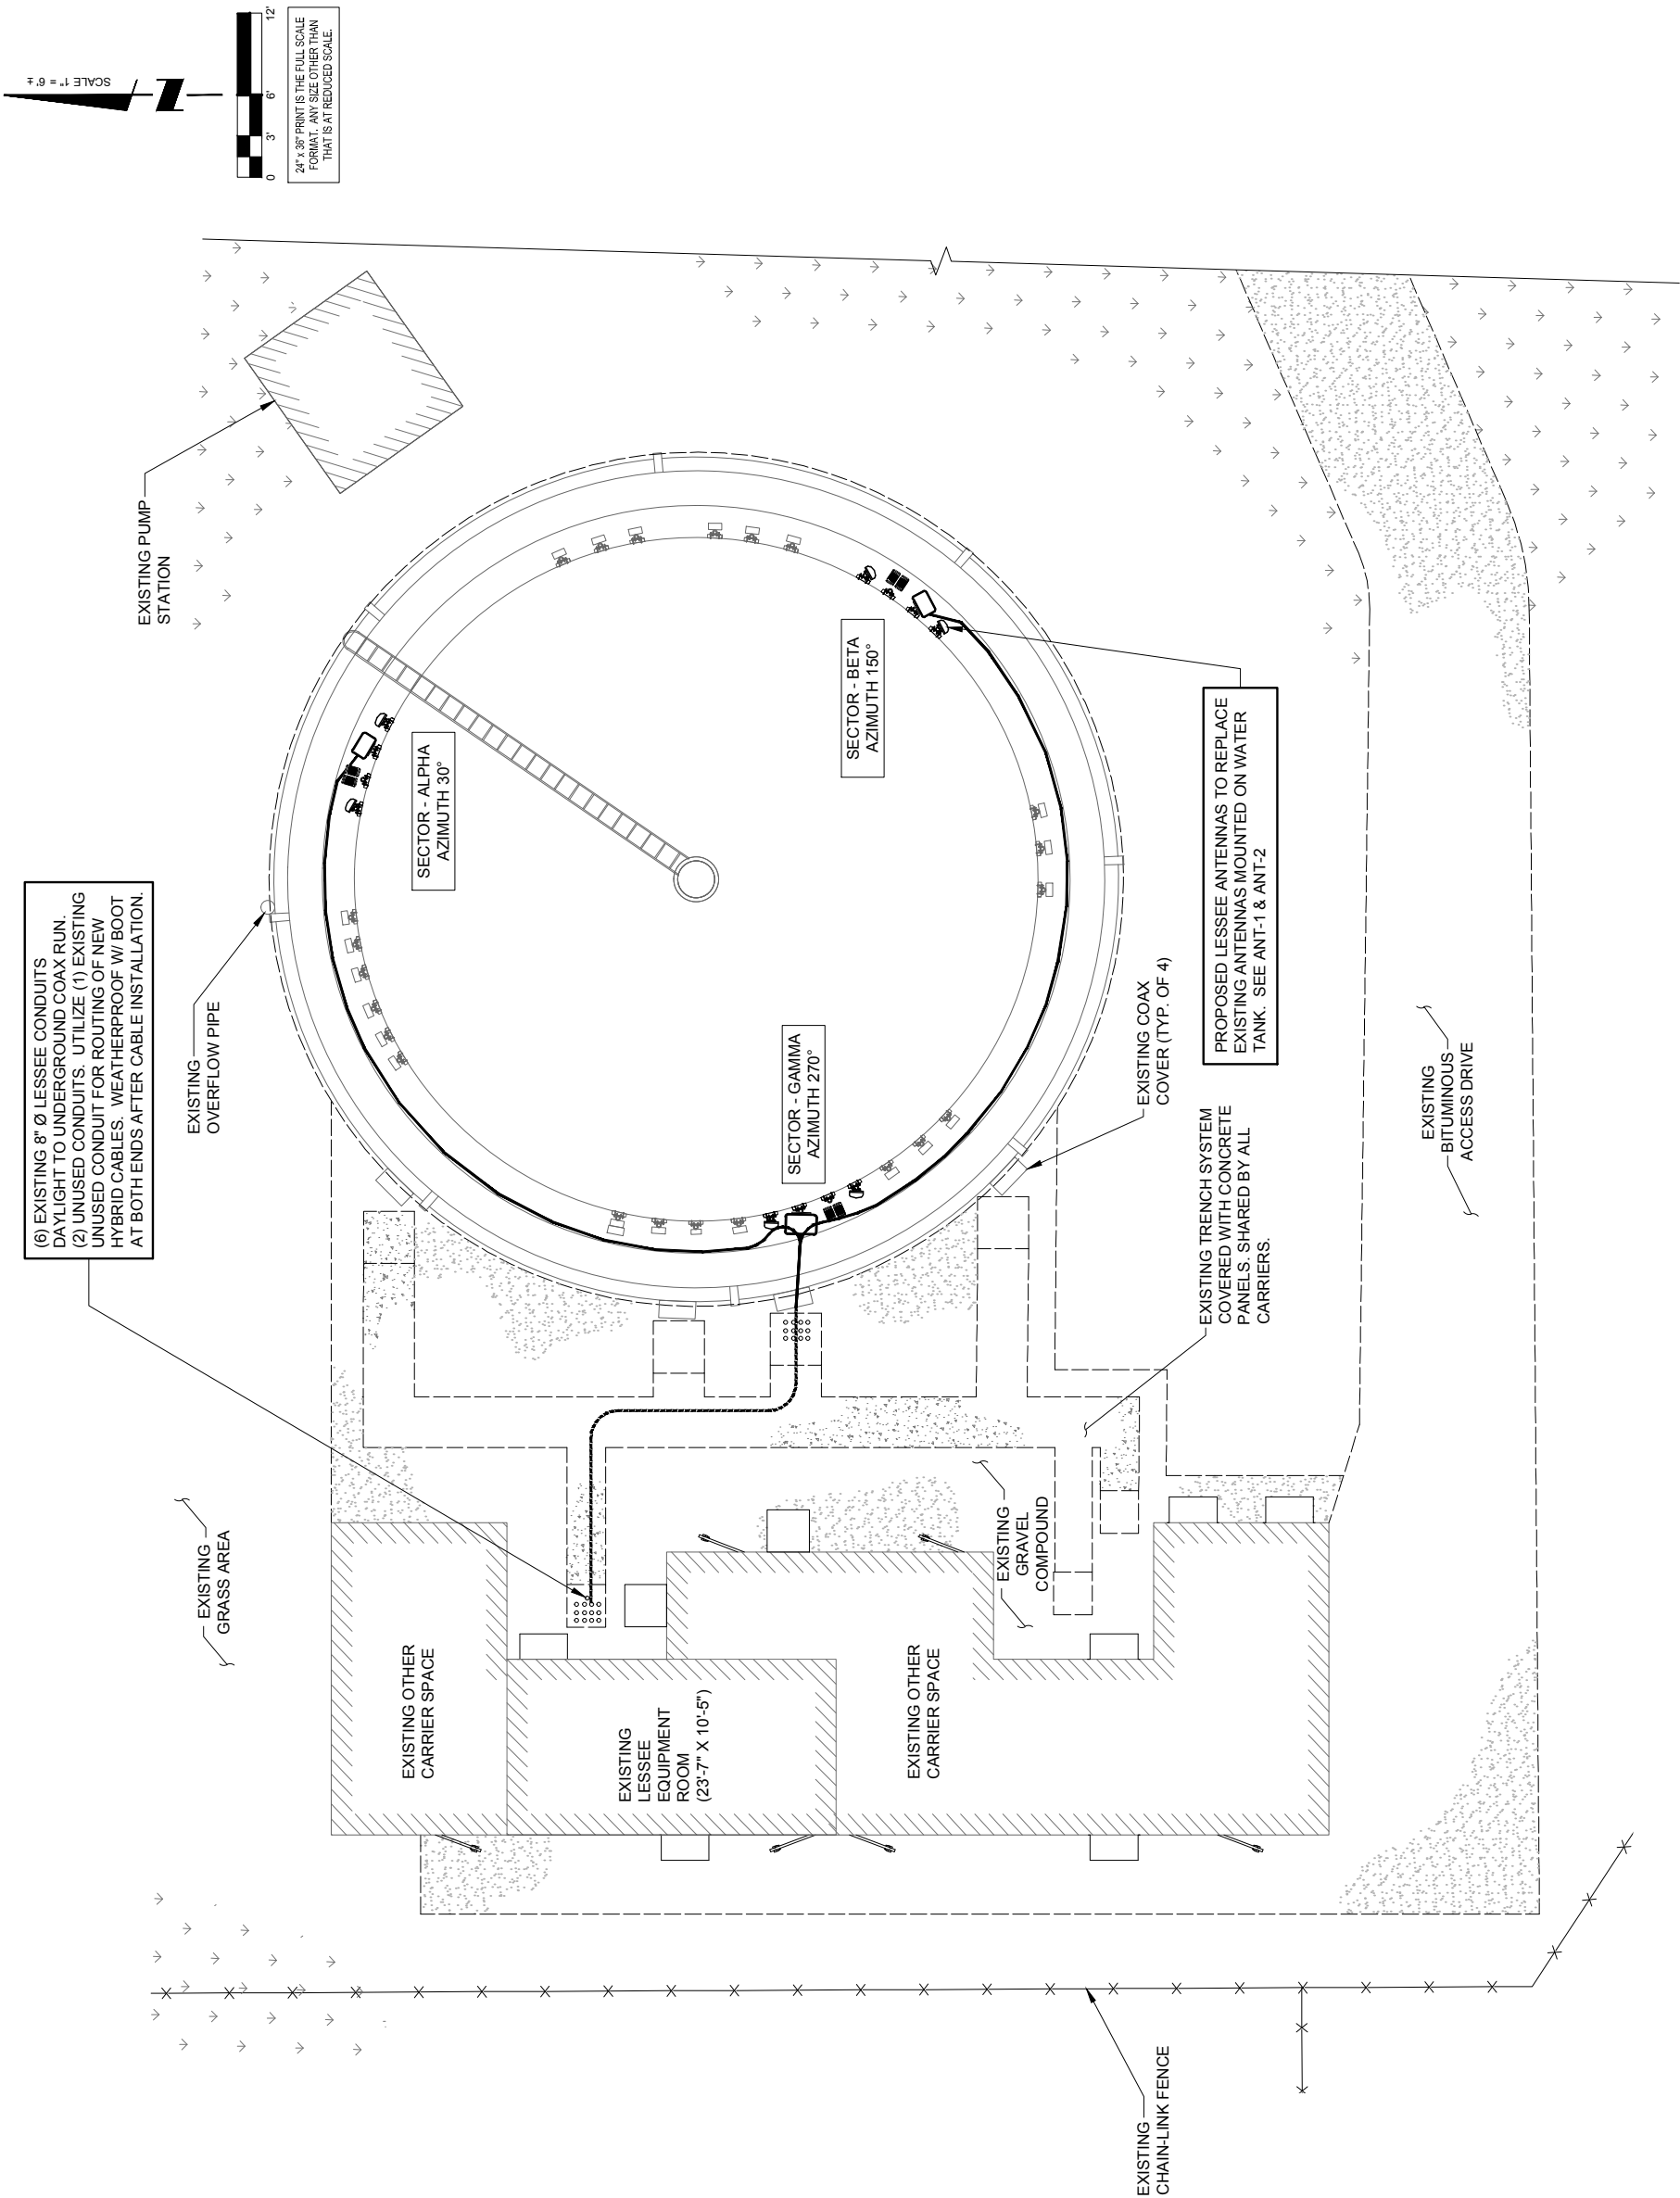 SCALE 1" = 6' ±
N
0
3'
6'
12'
24" x 36" PRINT IS THE FULL SCALE
FORMAT. ANY SIZE OTHER THAN
THAT IS AT REDUCED SCALE.
EXISTING PUMP
STATION
(6) EXISTING 8" Ø LESSEE CONDUITS
DAYLIGHT TO UNDERGROUND COAX RUN.
(2) UNUSED CONDUITS. UTILIZE (1) EXISTING
UNUSED CONDUIT FOR ROUTING OF NEW
HYBRID CABLES. WEATHERPROOF W/ BOOT
AT BOTH ENDS AFTER CABLE INSTALLATION.
EXISTING
OVERFLOW PIPE
SECTOR - ALPHA
AZIMUTH 30°
SECTOR - BETA
AZIMUTH 150°
SECTOR - GAMMA
AZIMUTH 270°
PROPOSED LESSEE ANTENNAS TO REPLACE
EXISTING ANTENNAS MOUNTED ON WATER
TANK. SEE ANT-1 & ANT-2
EXISTING COAX
COVER (TYP. OF 4)
EXISTING TRENCH SYSTEM
COVERED WITH CONCRETE
PANELS. SHARED BY ALL
CARRIERS.
EXISTING
BITUMINOUS
ACCESS DRIVE
EXISTING
GRASS AREA
EXISTING
GRAVEL
COMPOUND
EXISTING OTHER
CARRIER SPACE
EXISTING
LESSEE
EQUIPMENT
ROOM
(23'-7" X 10'-5")
EXISTING OTHER
CARRIER SPACE
EXISTING
CHAIN-LINK FENCE